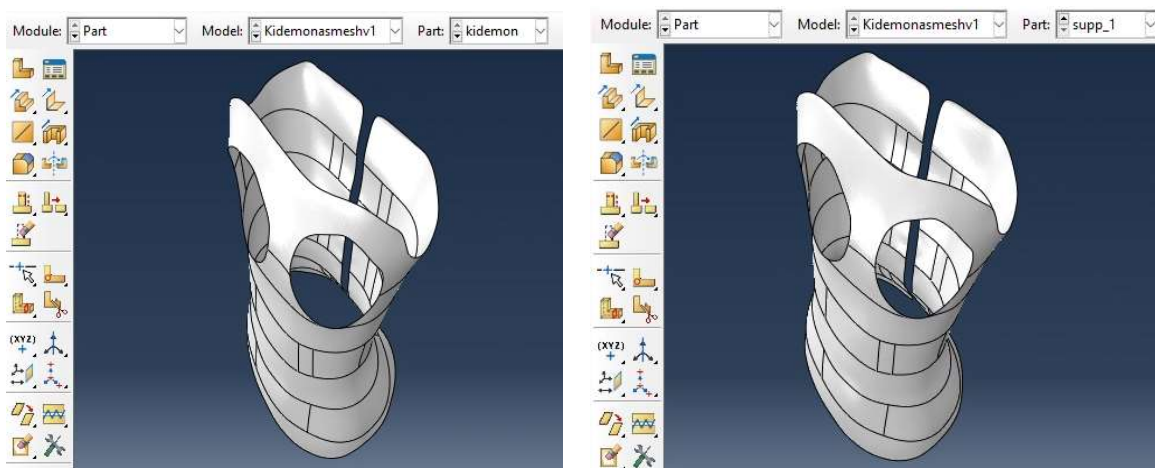 Module: Part Model: Kidemonasmeshv1 Part: kidemon
(XYZ)
Module: Part Model: Kidemonasmeshv1 Part: supp_1
(XYZ)